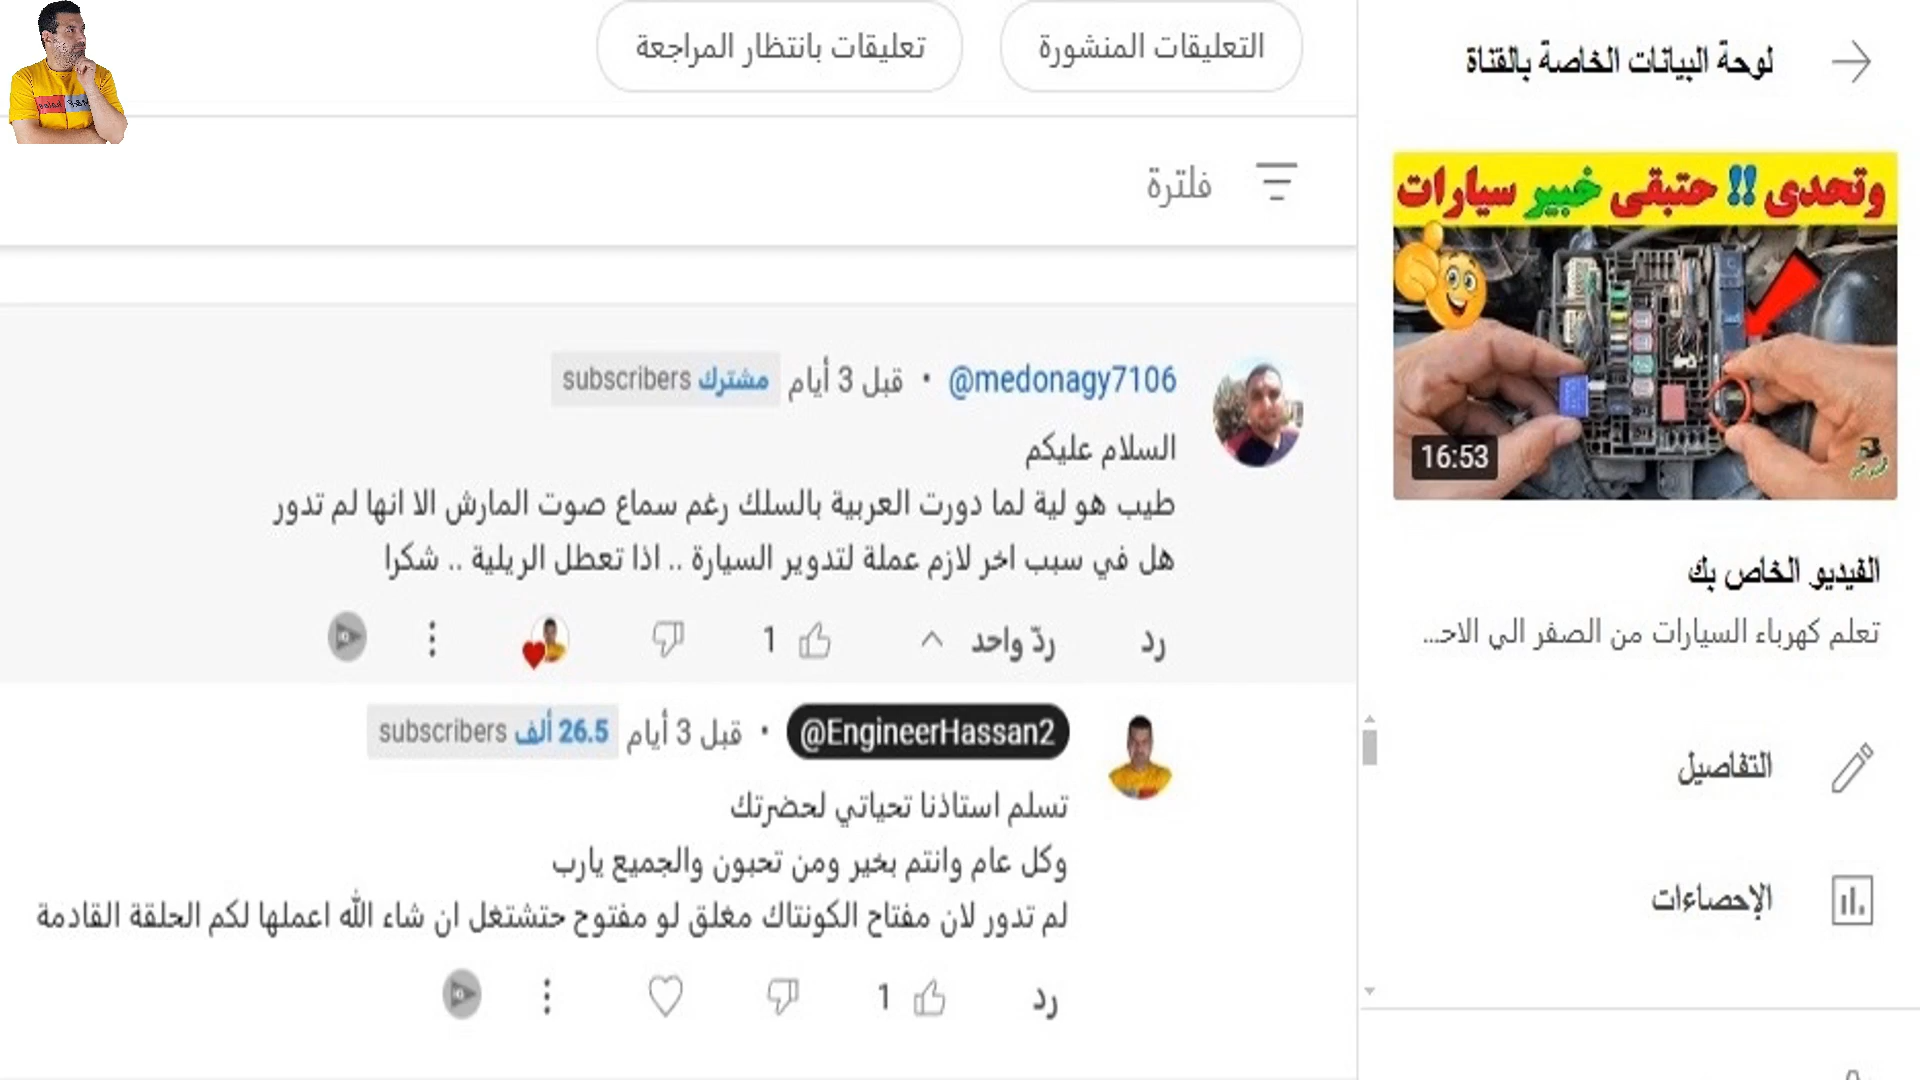 لوحة البيانات الخاصة بالقناة
وتحدى !! حتبقى خبير سيارات
16:53
الفيديو الخاص بك
تعلم كهرباء السيارات من الصفر الي الاحـ...
التفاصيل
الإحصاءات
التعليقات المنشورة
تعليقات بانتظار المراجعة
فلترة
@medonagy7106 • قبل 3 أيام مشترك subscribers
السلام عليكم
طيب هو لية لما دورت العربية بالسلك رغم سماع صوت المارش الا انها لم تدور
هل في سبب اخر لازم عملة لتدوير السيارة .. اذا تعطل الريلية .. شكرا
رد
ردّ واحد
1
@EngineerHassan2 • قبل 3 أيام 26.5 ألف subscribers
تسلم استاذنا تحياتي لحضرتك
وكل عام وانتم بخير ومن تحبون والجميع يارب
لم تدور لان مفتاح الكونتاك مغلق لو مفتوح حتشتغل ان شاء الله اعملها لكم الحلقة القادمة
رد
1